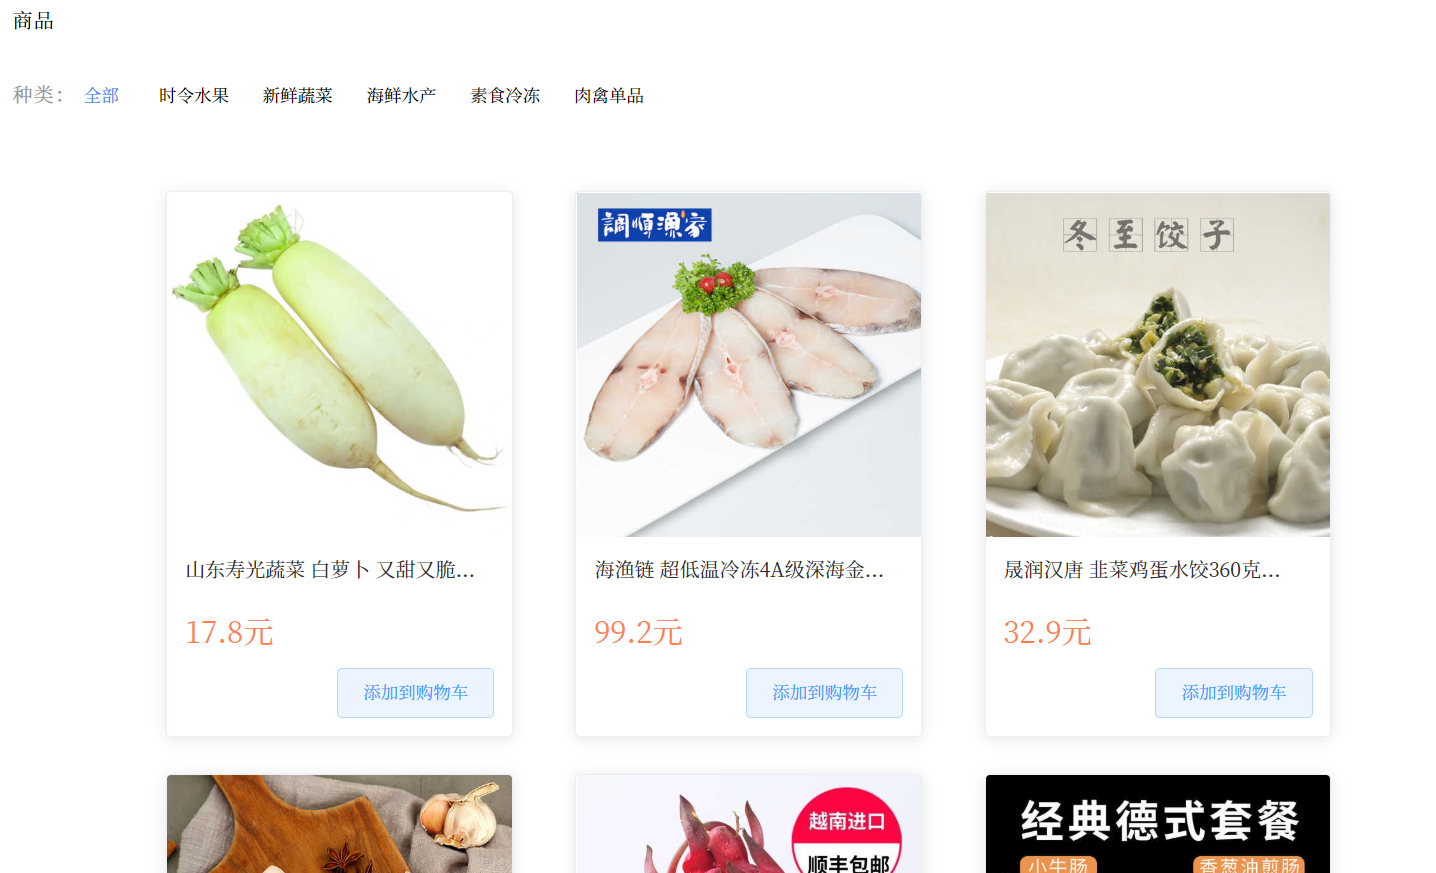 商品
种类：
全部
时令水果
新鲜蔬菜
海鲜水产
素食冷冻
肉禽单品
調順漁家
冬至饺子
山东寿光蔬菜 白萝卜 又甜又脆...
海渔链 超低温冷冻4A级深海金...
晟润汉唐 韭菜鸡蛋水饺360克...
17.8元
99.2元
32.9元
添加到购物车
添加到购物车
添加到购物车
越南进口
顺丰包邮
经典德式套餐
小牛肠
香葱油煎肠